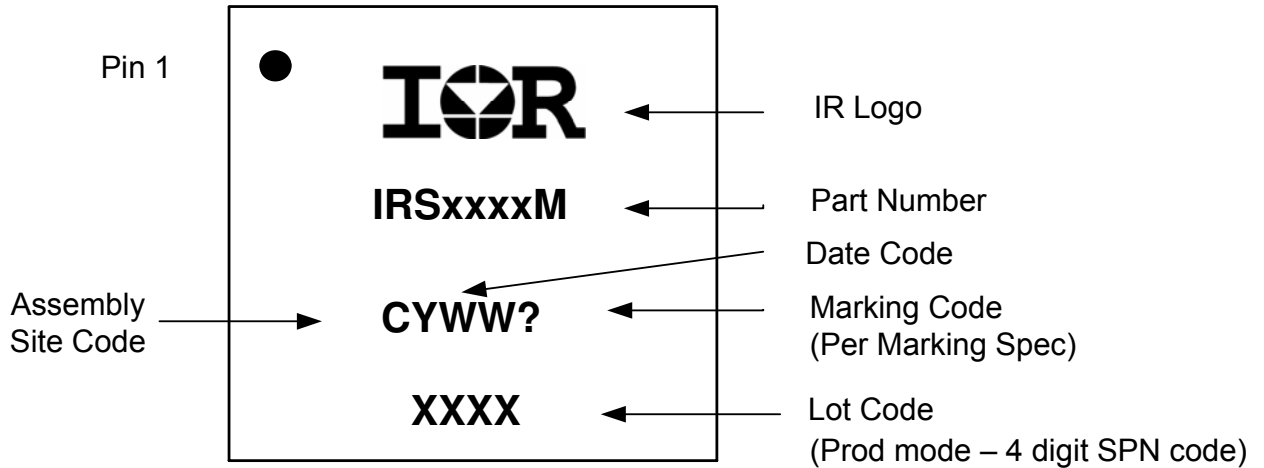 Pin 1
IOR
IR Logo
IRSxxxxM
Part Number
Date Code
Assembly
Site Code
CYWW?
Marking Code
(Per Marking Spec)
XXXX
Lot Code
(Prod mode – 4 digit SPN code)